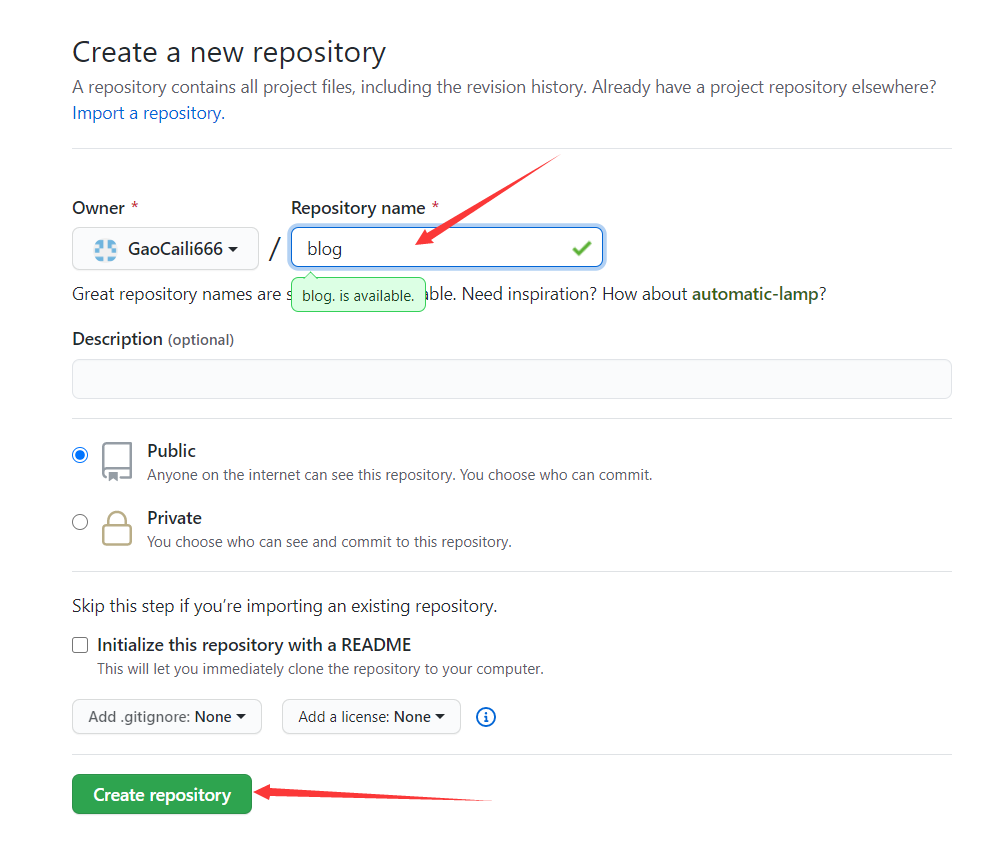 Create a new repository
A repository contains all project files, including the revision history. Already have a project repository elsewhere?
Import a repository.
Owner * Repository name *
GaoCaili666 / blog
Great repository names are s blog. is available. able. Need inspiration? How about automatic-lamp?
Description (optional)
Public
Anyone on the internet can see this repository. You choose who can commit.
Private
You choose who can see and commit to this repository.
Skip this step if you’re importing an existing repository.
Initialize this repository with a README
This will let you immediately clone the repository to your computer.
Add .gitignore: None Add a license: None
Create repository